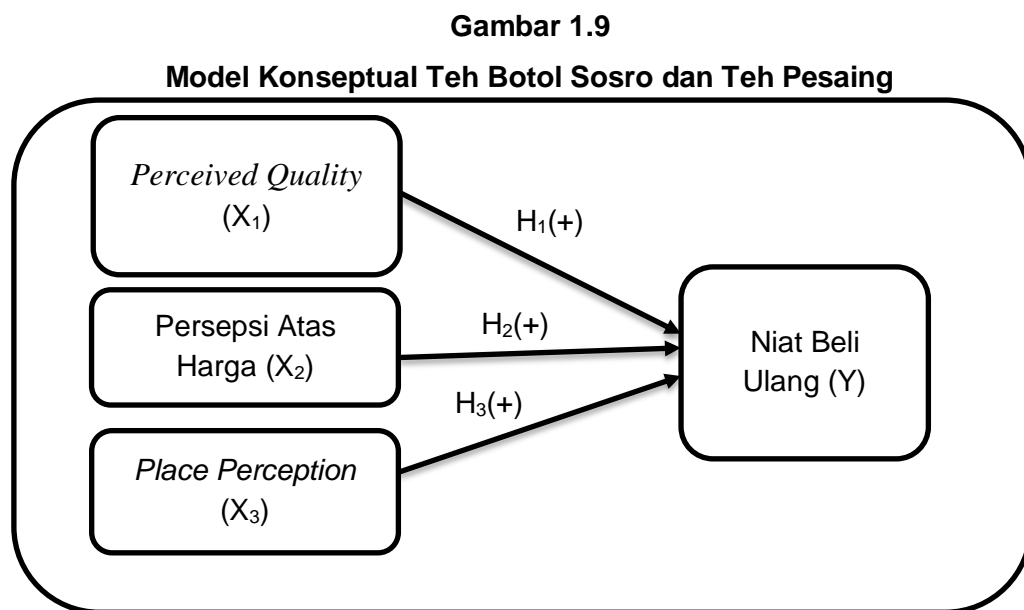 Gambar 1.9
Model Konseptual Teh Botol Sosro dan Teh Pesaing
Perceived Quality
(X₁)
H₁(+)
Persepsi Atas
Harga (X₂)
H₂(+)
Niat Beli
Ulang (Y)
H₃(+)
Place Perception
(X₃)